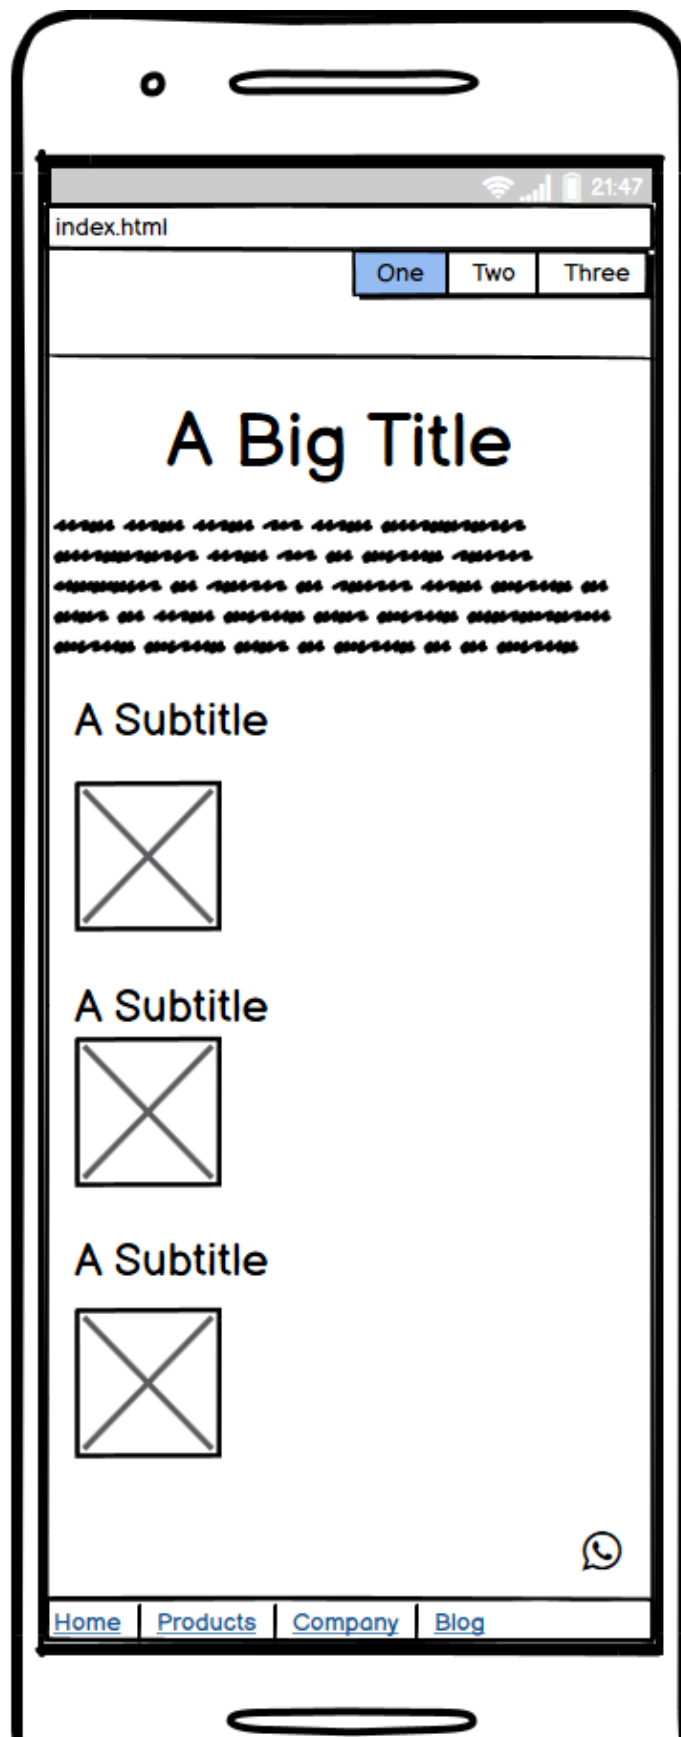 21:47
index.html
One Two Three
A Big Title
A Subtitle
A Subtitle
A Subtitle
Home Products Company Blog